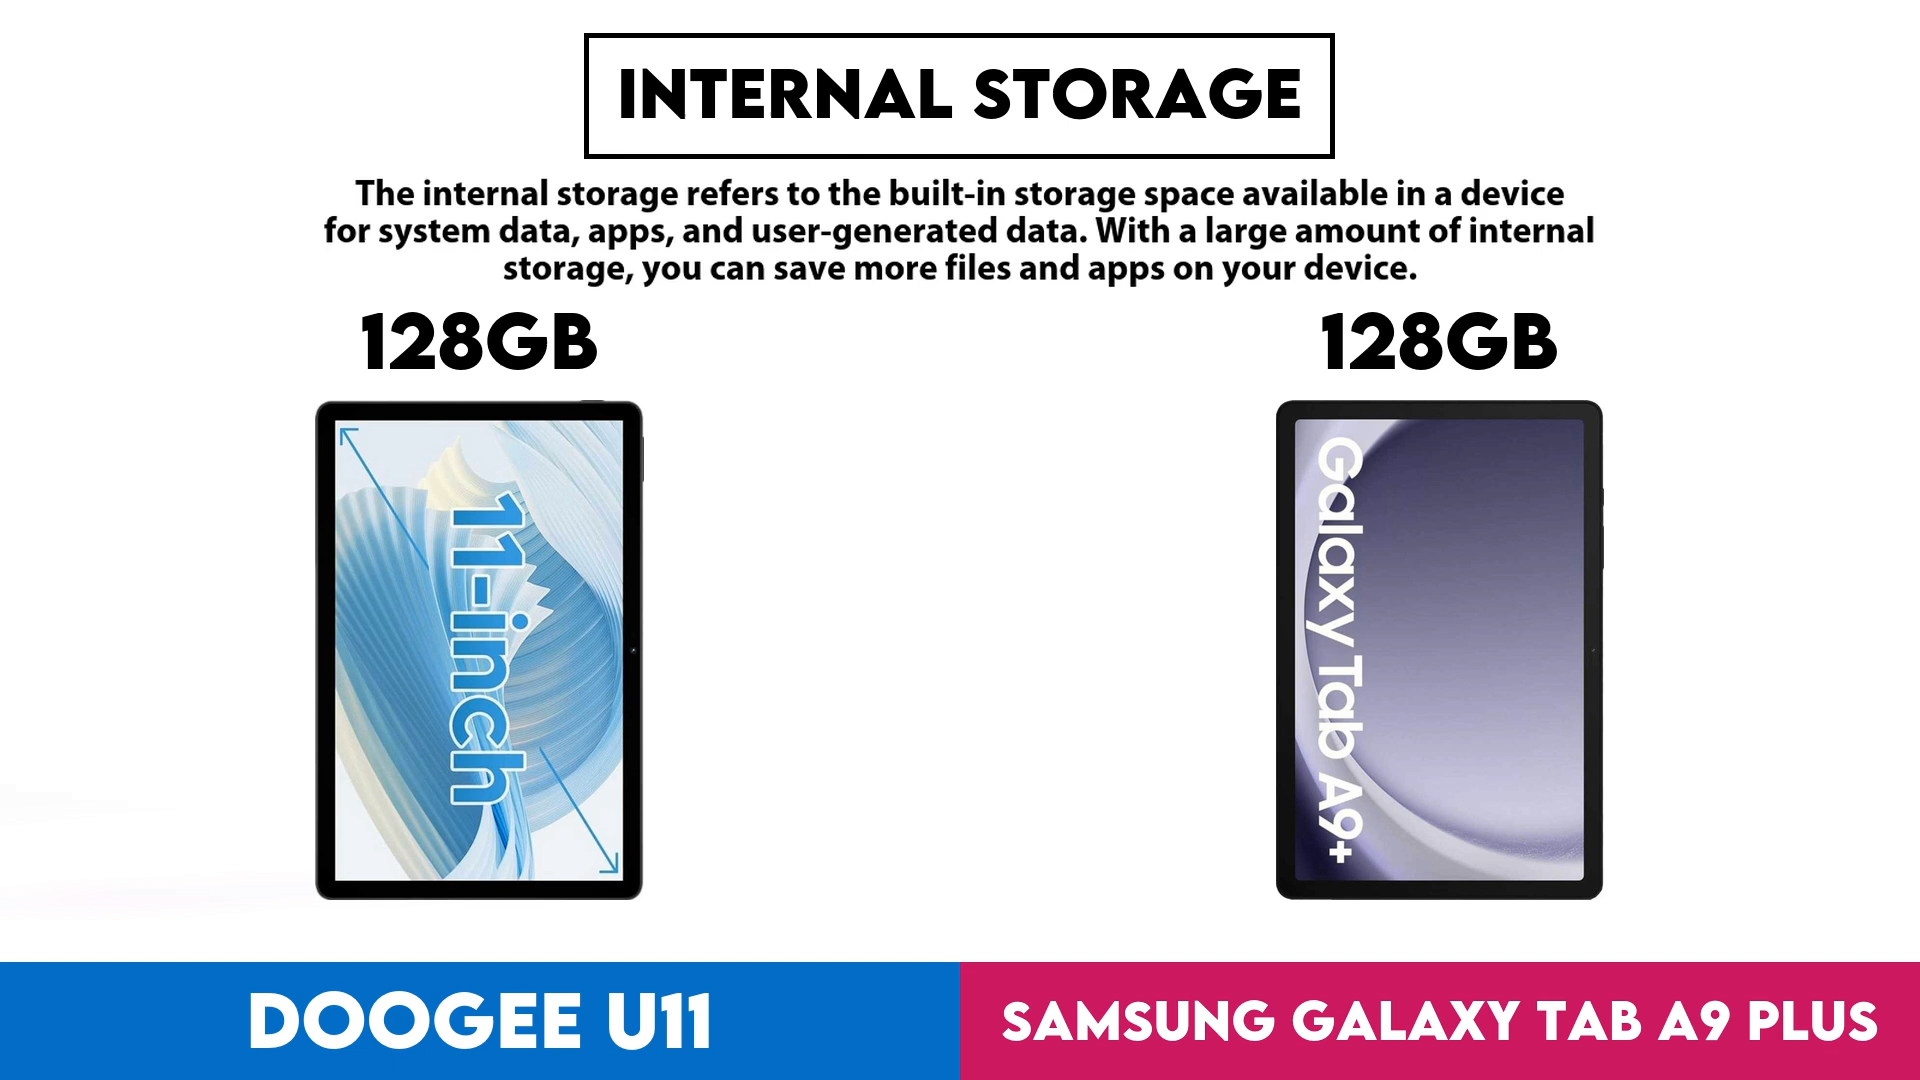 INTERNAL STORAGE
The internal storage refers to the built-in storage space available in a device
for system data, apps, and user-generated data. With a large amount of internal
storage, you can save more files and apps on your device.
128GB
128GB
11-inch
Galaxy Tab A9+
DOOGEE U11
SAMSUNG GALAXY TAB A9 PLUS